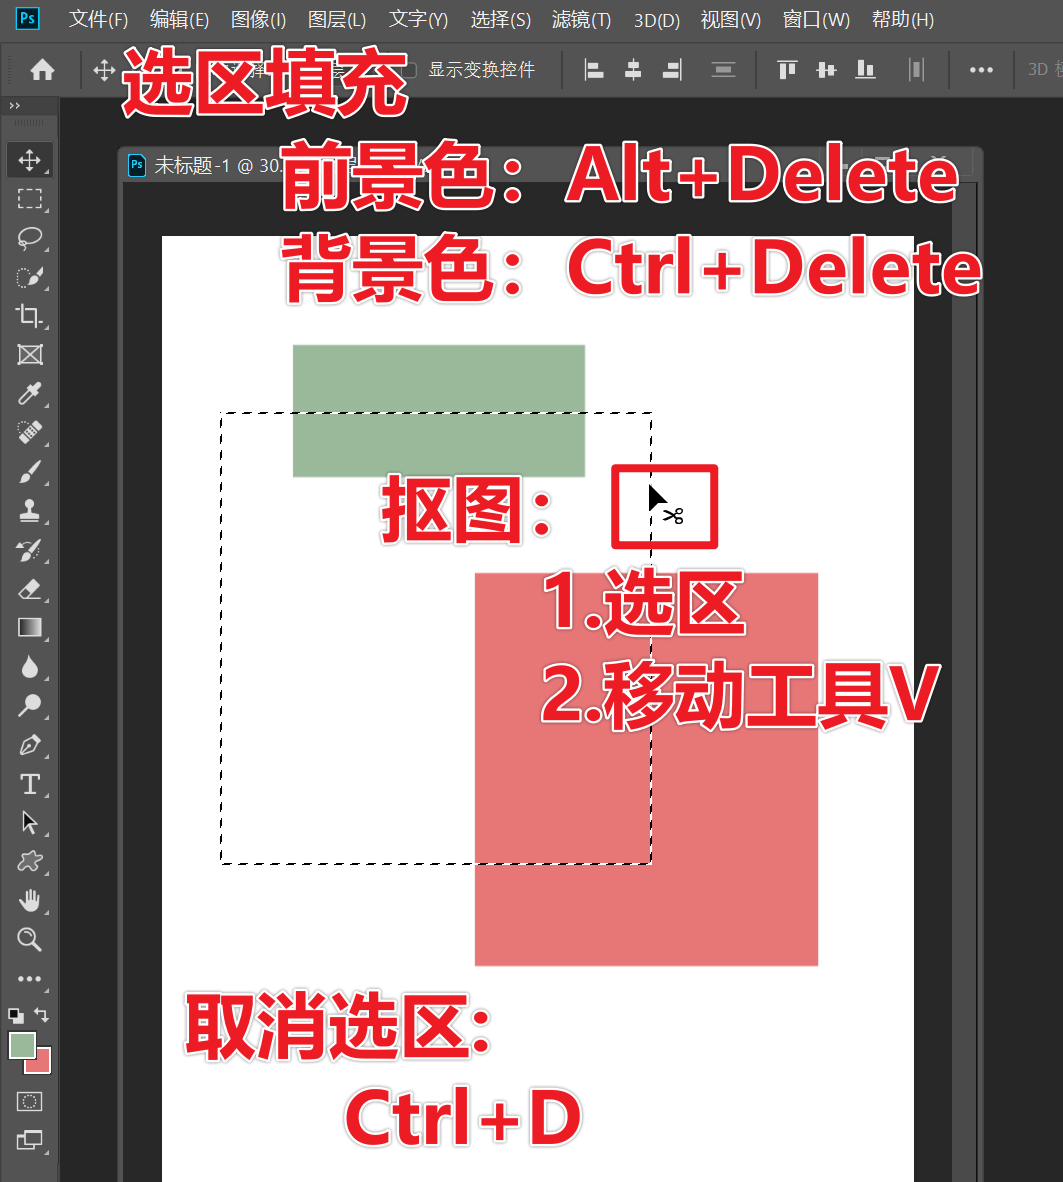 Ps 文件(F) 编辑(E) 图像(I) 图层(L) 文字(Y) 选择(S) 滤镜(T) 3D(D) 视图(V) 窗口(W) 帮助(H)
显示变换控件 3D
选区填充
Ps 未标题-1 @ 30.
前景色：Alt+Delete
背景色：Ctrl+Delete
抠图：
1.选区
2.移动工具V
取消选区:
Ctrl+D